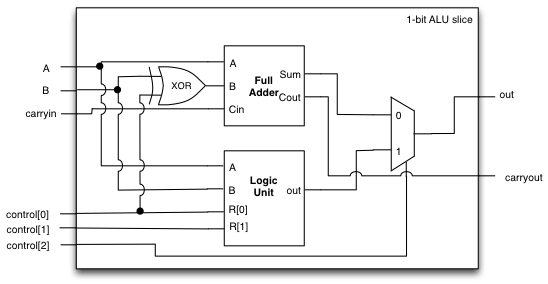 1-bit ALU slice
A
B
carryin
control[0]
control[1]
control[2]
XOR
A
B
Cin
Full
Adder
Sum
Cout
A
B
R[0]
R[1]
Logic
Unit
out
0
1
out
carryout